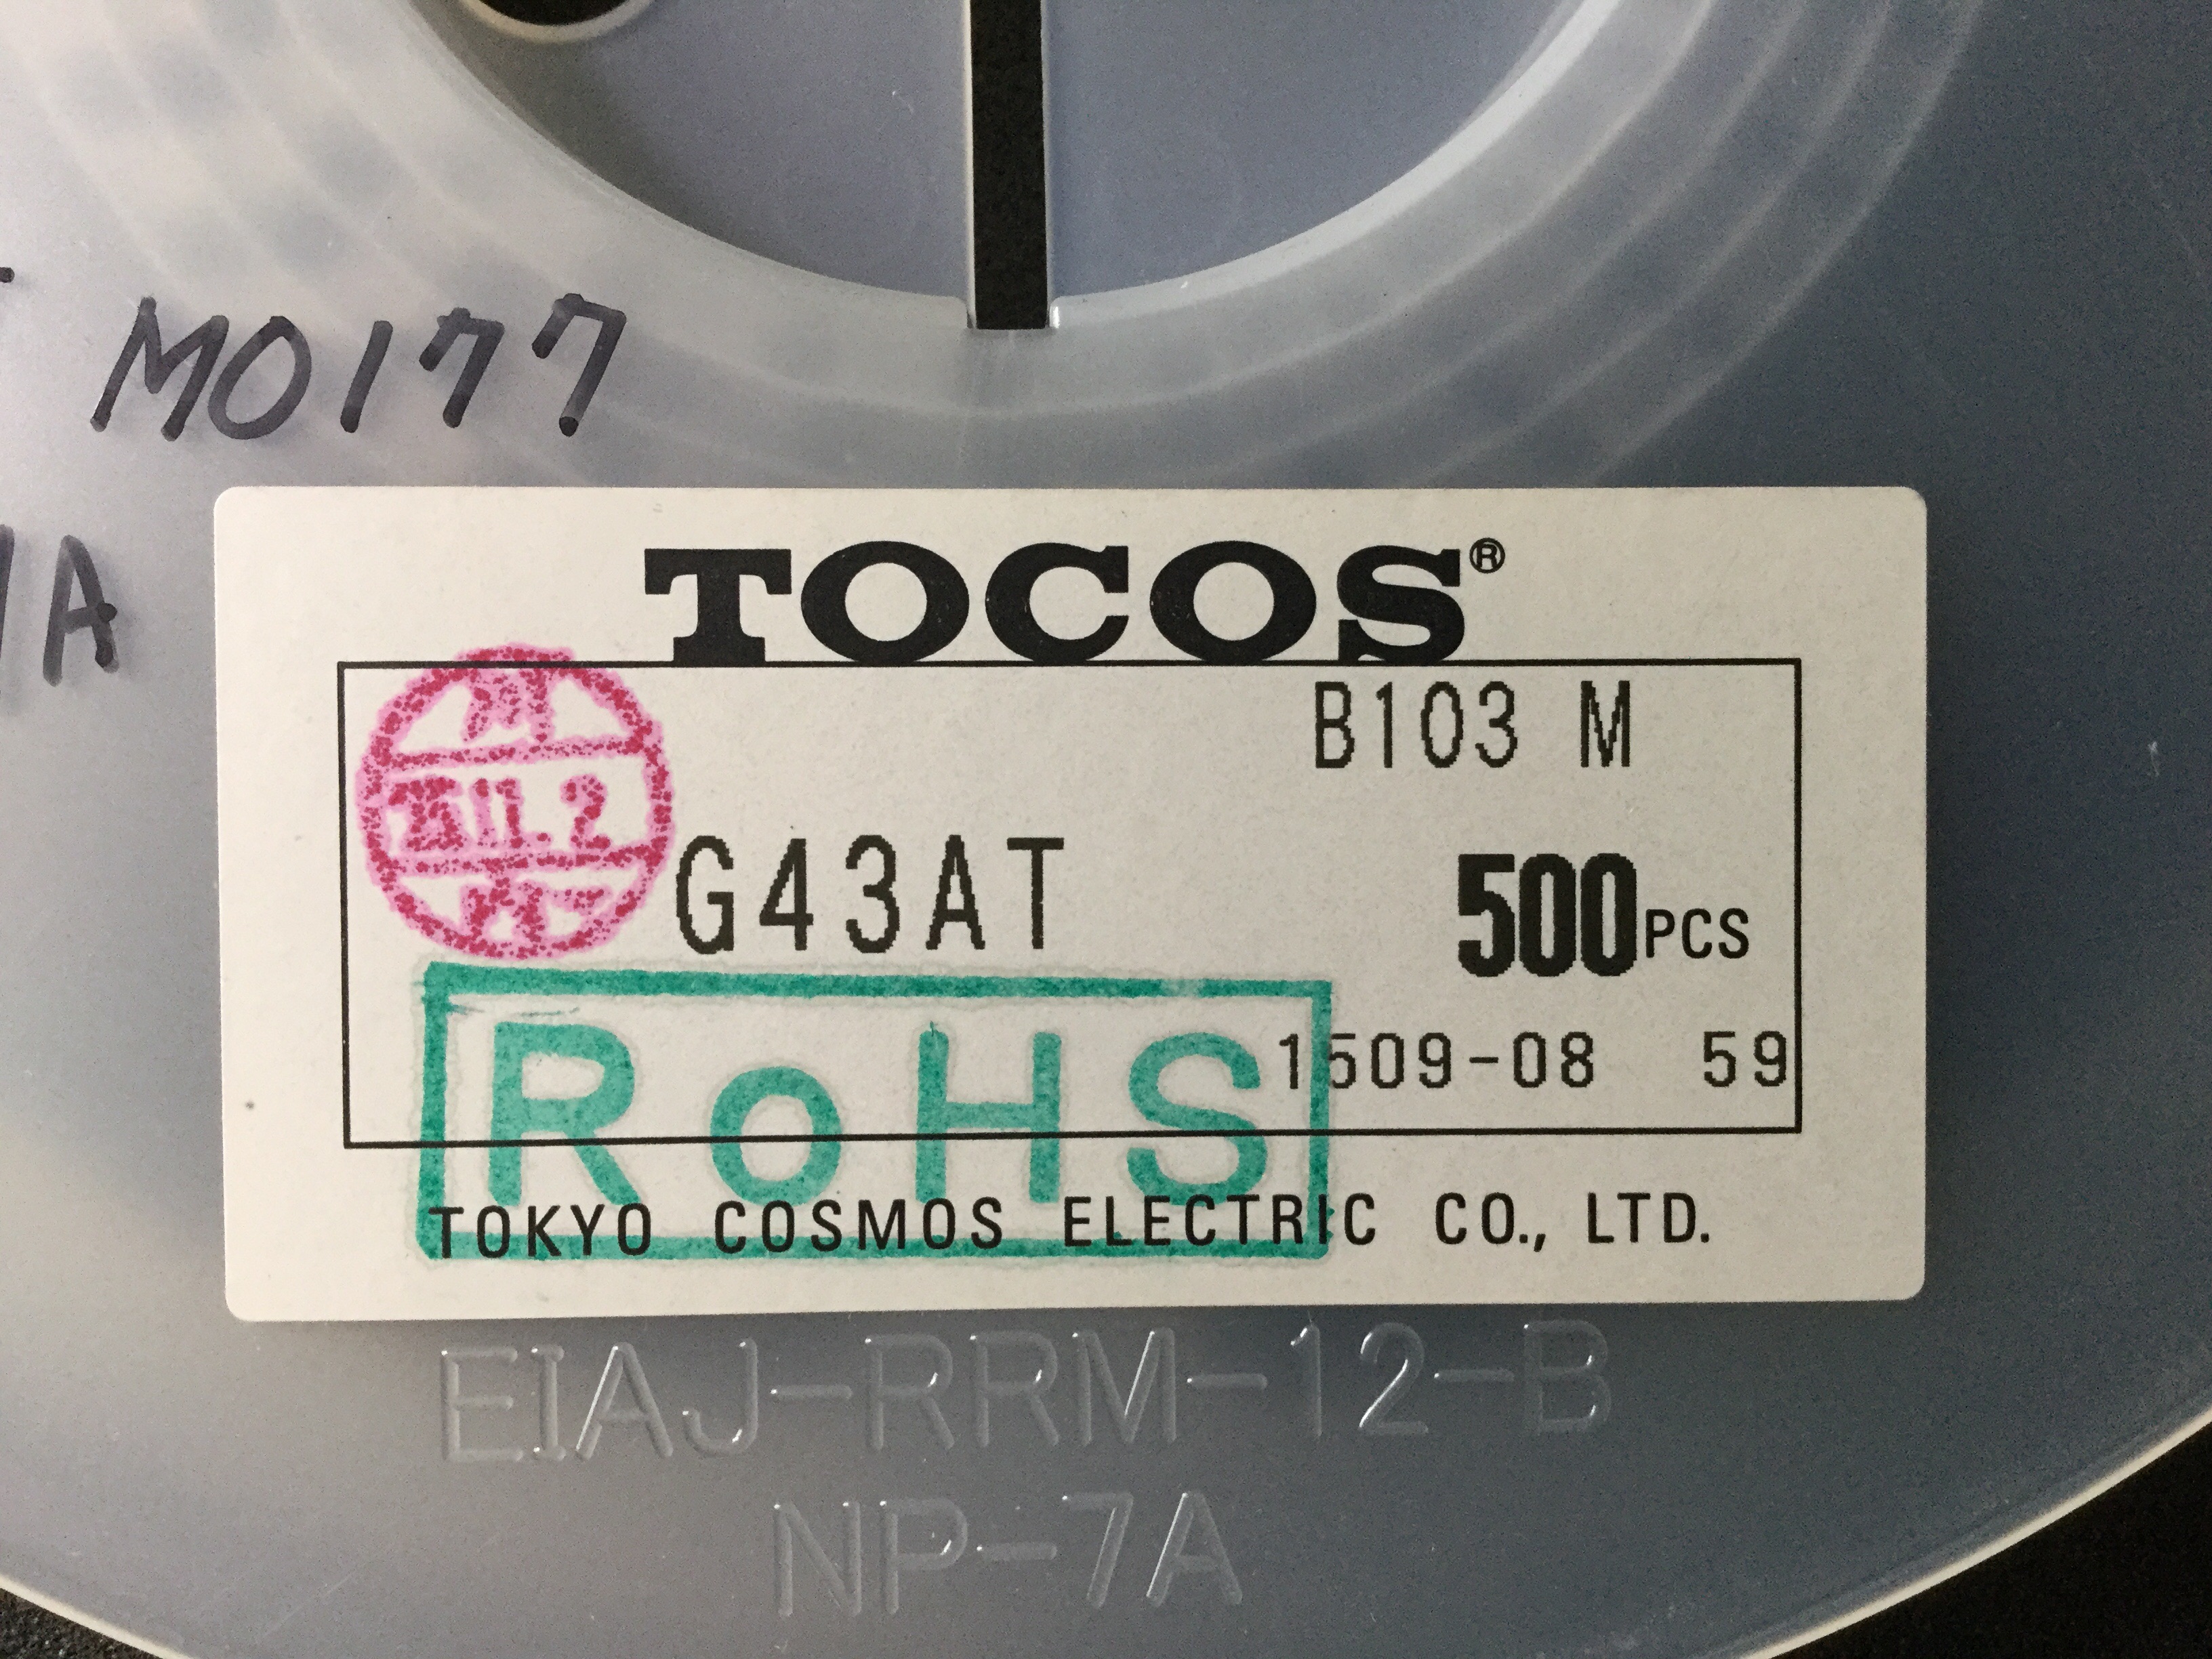 M0177
1A
TOCOS®
B103 M
G43AT
500PCS
RoHS
1509-08 59
TOKYO COSMOS ELECTRIC CO., LTD.
EIAJ-RRM-12-B
NP-7A